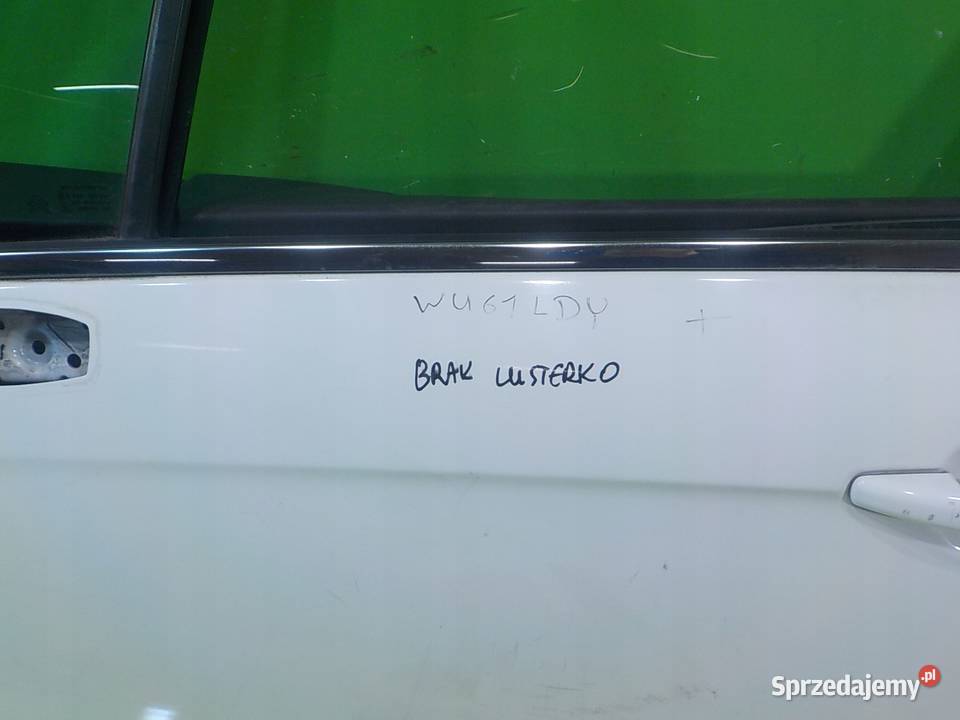 WU61LDY +
BRAK LUSTERKO
Sprzedajemy.pl